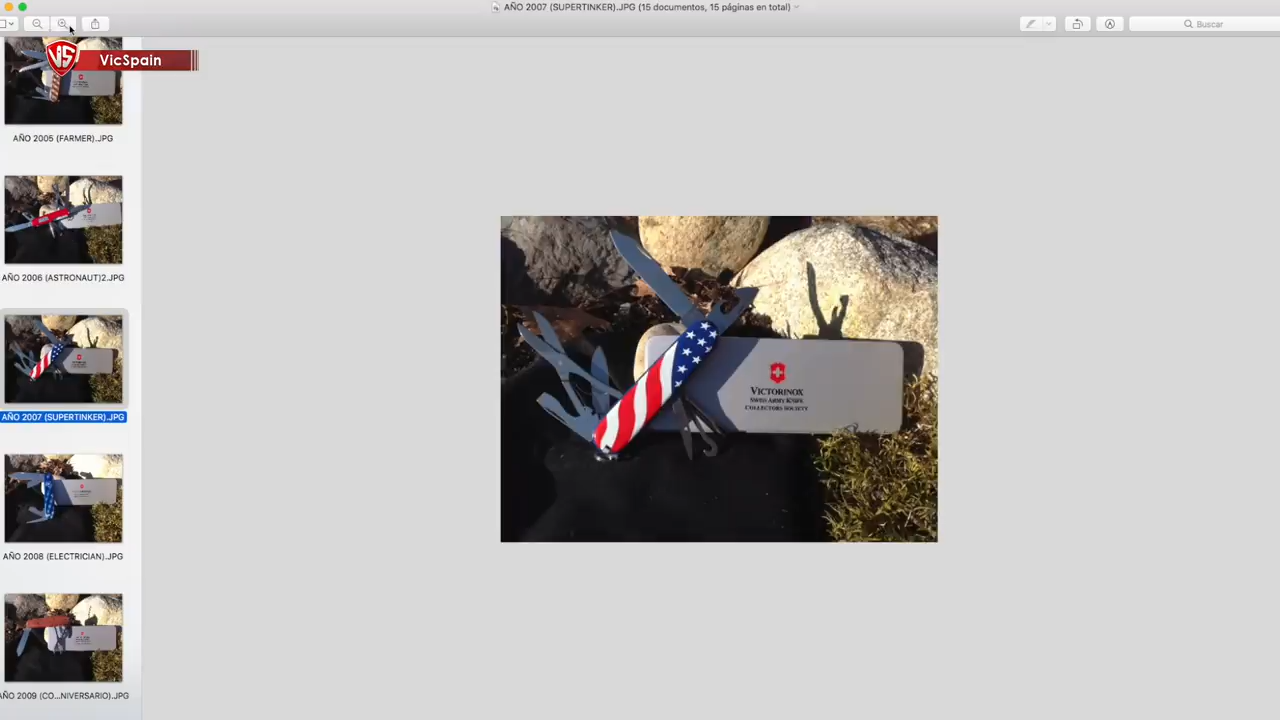 AÑO 2007 (SUPERTINKER).JPG (15 documentos, 15 páginas en total)
Buscar
VS
VicSpain
AÑO 2005 (FARMER).JPG
AÑO 2006 (ASTRONAUT)2.JPG
AÑO 2007 (SUPERTINKER).JPG
AÑO 2008 (ELECTRICIAN).JPG
AÑO 2009 (CO...NIVERSARIO).JPG
VICTORINOX
SWISS ARMY KNIFE
COLLECTORS SOCIETY